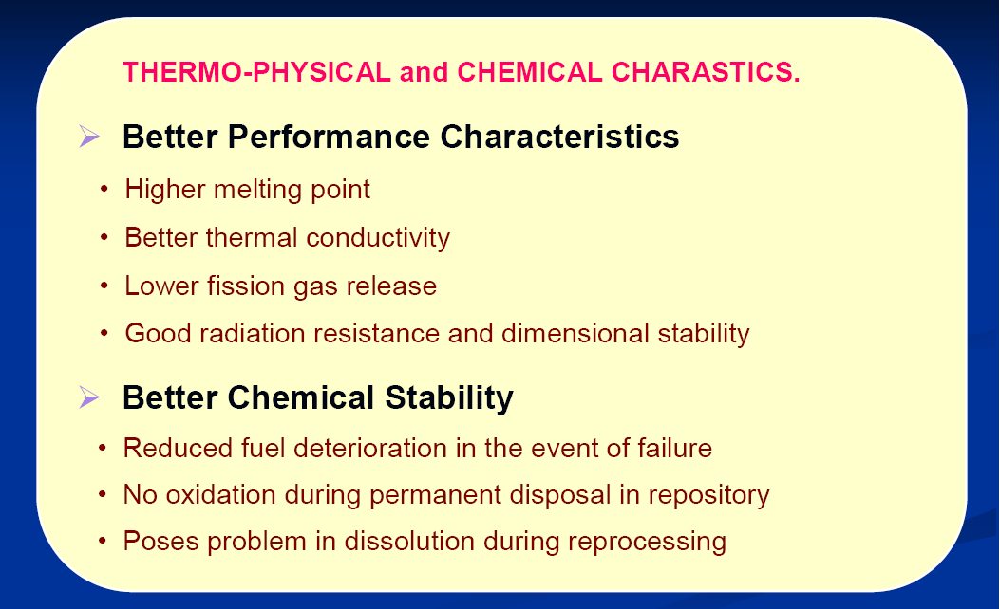 THERMO-PHYSICAL and CHEMICAL CHARASTICS.
➢ Better Performance Characteristics
• Higher melting point
• Better thermal conductivity
• Lower fission gas release
• Good radiation resistance and dimensional stability
➢ Better Chemical Stability
• Reduced fuel deterioration in the event of failure
• No oxidation during permanent disposal in repository
• Poses problem in dissolution during reprocessing